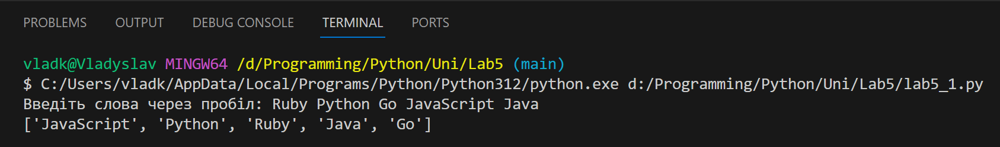 PROBLEMS OUTPUT DEBUG CONSOLE TERMINAL PORTS
vladk@Vladyslav MINGW64 /d/Programming/Python/Uni/Lab5 (main)
$ C:/Users/vladk/AppData/Local/Programs/Python/Python312/python.exe d:/Programming/Python/Uni/Lab5/lab5_1.py
Введіть слова через пробіл: Ruby Python Go JavaScript Java
['JavaScript', 'Python', 'Ruby', 'Java', 'Go']